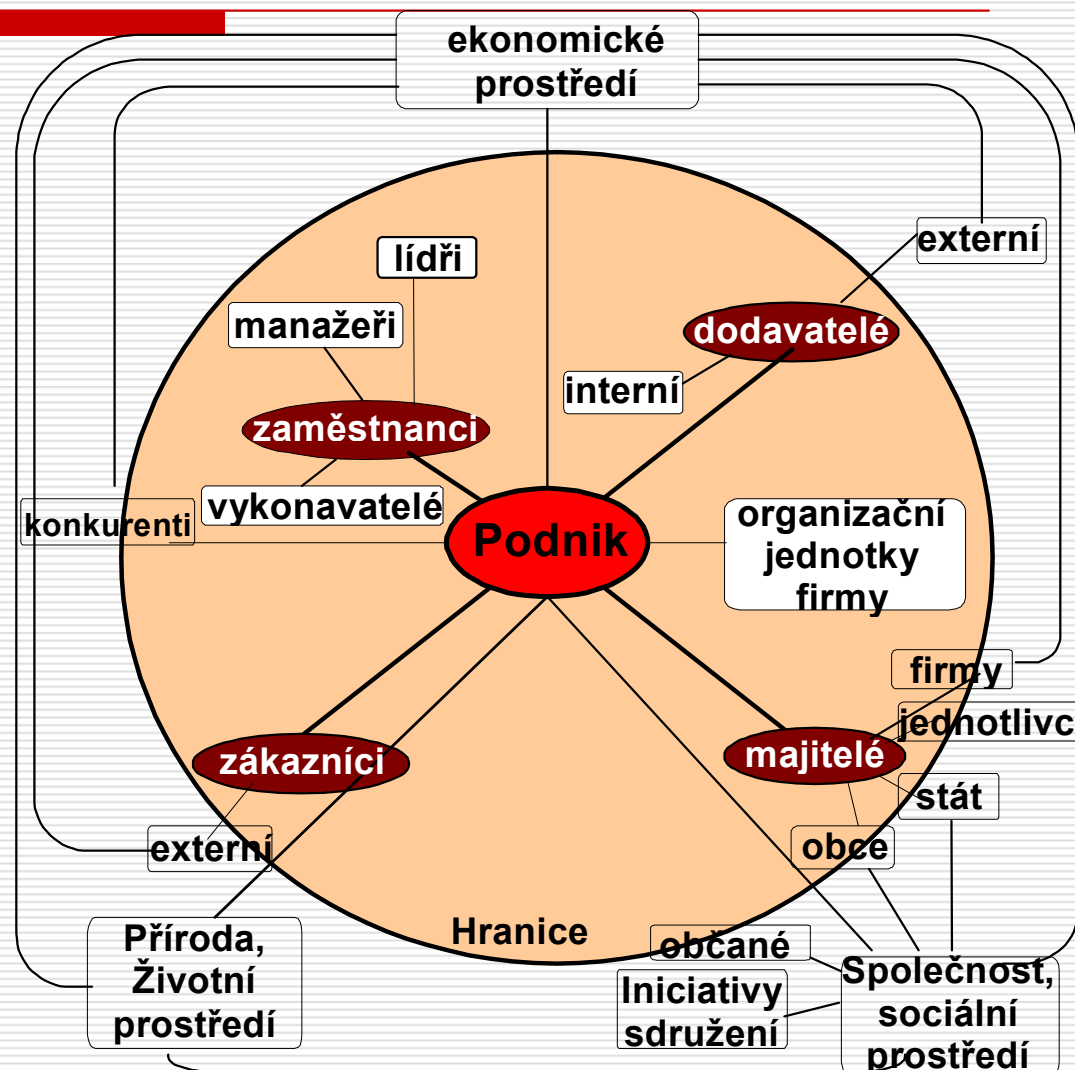 ekonomické
prostředí
externí
lídři
manažeři
dodavatelé
interní
zaměstnanci
vykonavatelé
konkurenti
Podnik
organizační
jednotky
firmy
firmy
jednotlivc
zákazníci
majitelé
stát
externí
obce
Hranice
Příroda,
Životní
prostředí
občané
Iniciativy
sdružení
Společnost,
sociální
prostředí